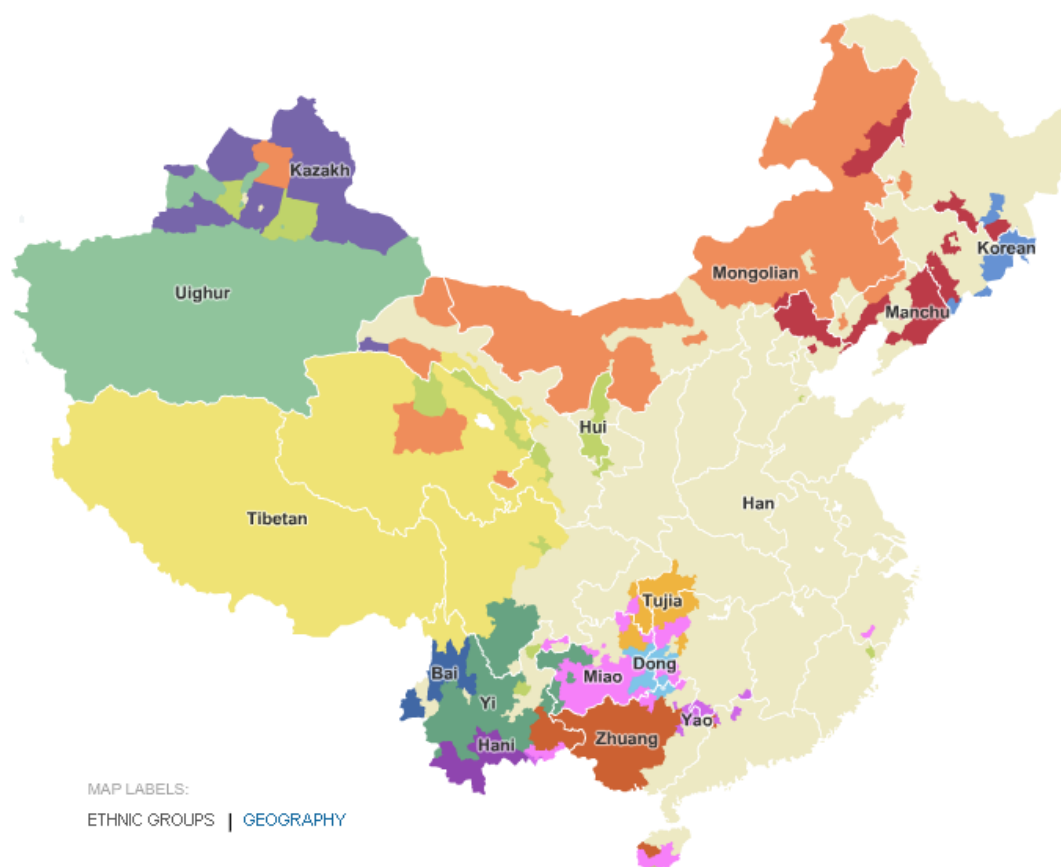 Kazakh
Uighur
Mongolian
Korean
Manchu
Hui
Han
Tibetan
Tujia
Bai
Miao
Dong
Yi
Yao
Hani
Zhuang
MAP LABELS:
ETHNIC GROUPS | GEOGRAPHY